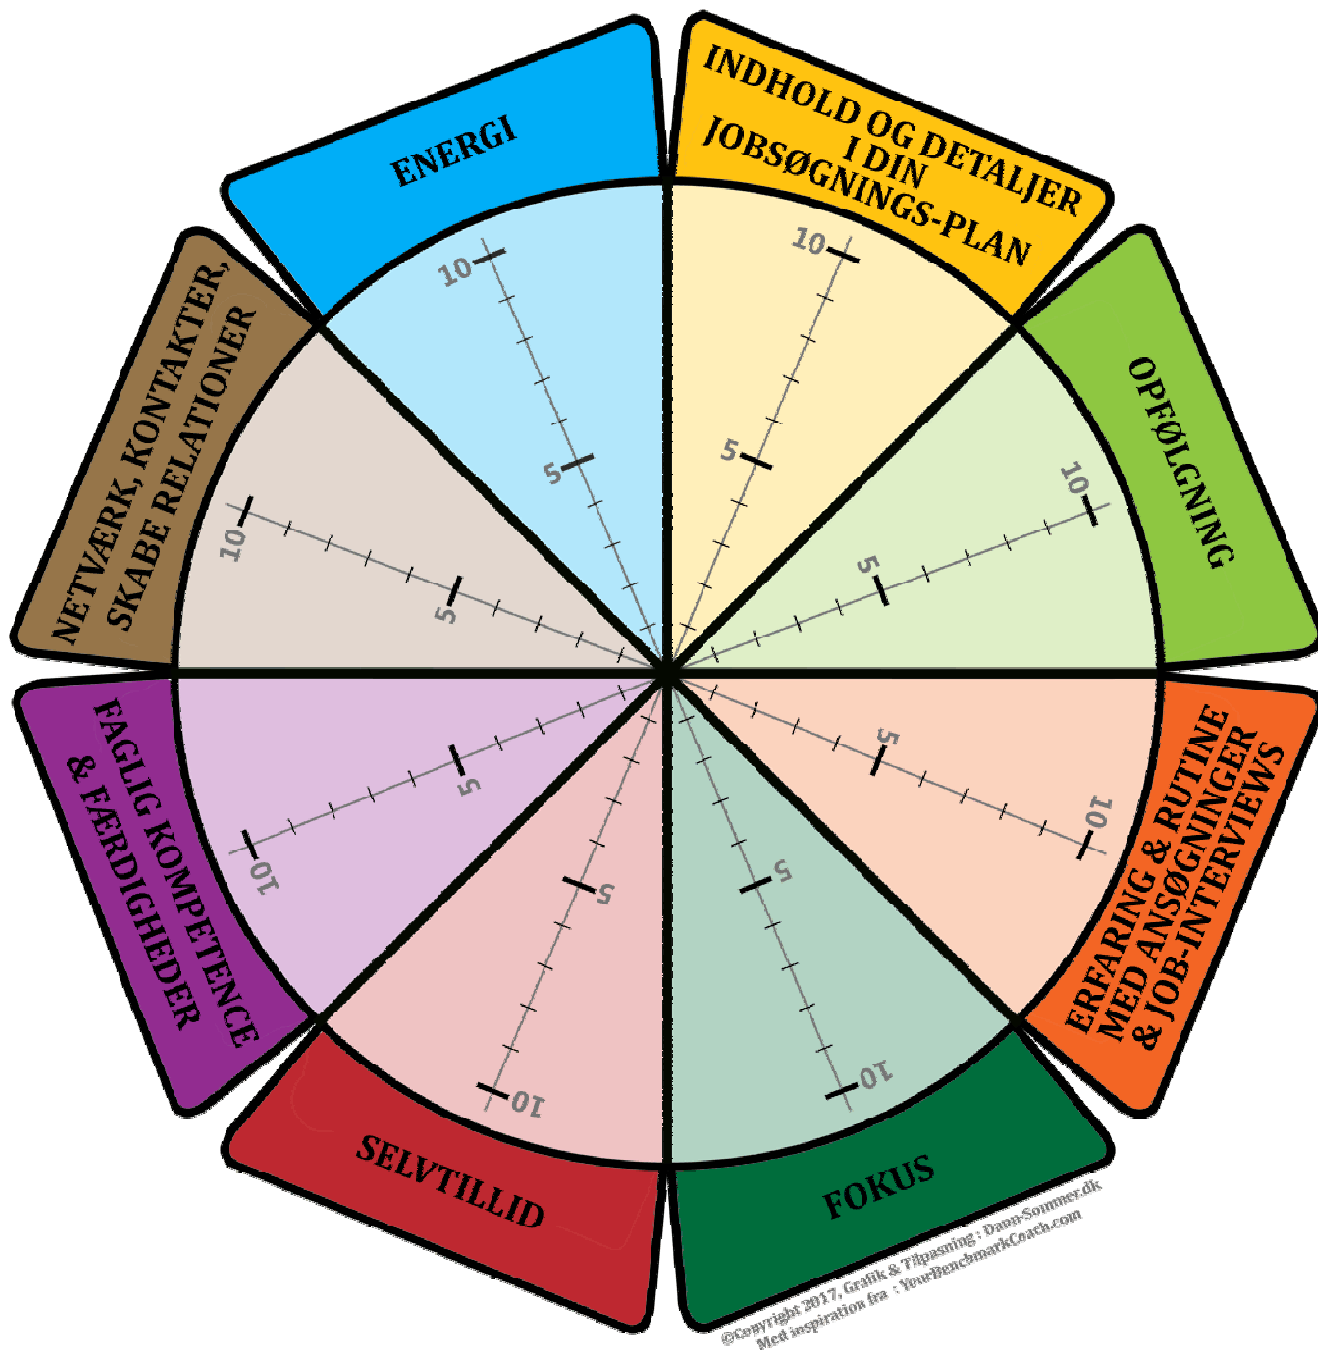 INDHOLD OG DETALJER
I DIN
JOBSØGNINGS-PLAN
10
5
OPFØLGNING
10
5
ERFARING & RUTINE
MED ANSØGNINGER
& JOB-INTERVIEWS
5
10
FOKUS
5
10
SELVTILLID
5
10
FAGLIG KOMPETENCE
& FÆRDIGHEDER
5
10
NETVÆRK, KONTAKTER,
SKABE RELATIONER
10
5
ENERGI
10
5
©Copyright 2017, Grafik & Tilpasning : Dann-Sommer.dk
Med inspiration fra : YourBenchmarkCoach.com